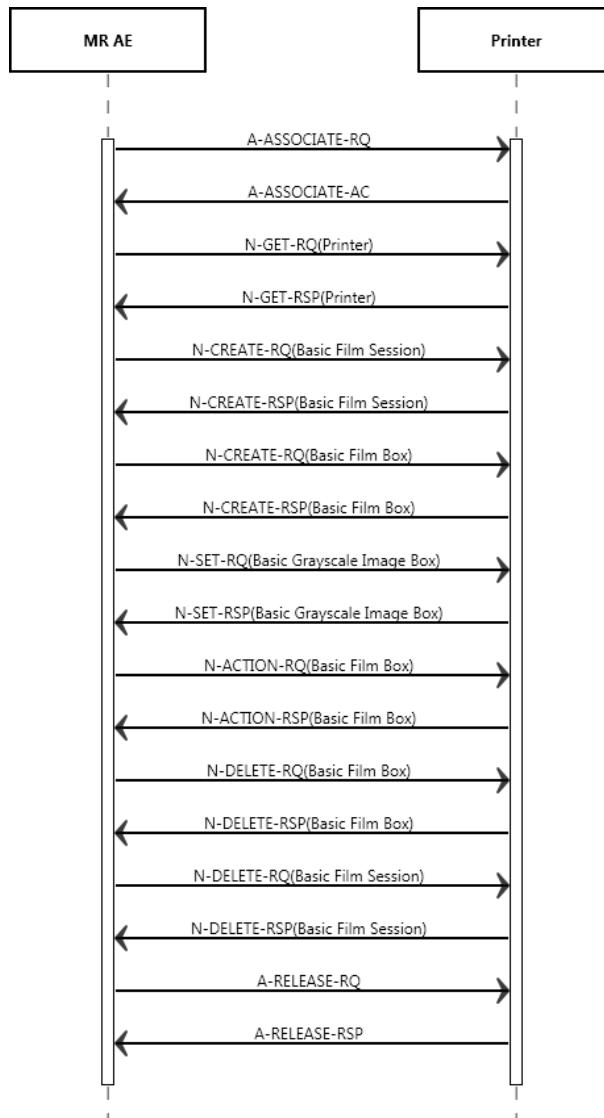 MR AE
Printer
A-ASSOCIATE-RQ
A-ASSOCIATE-AC
N-GET-RQ(Printer)
N-GET-RSP(Printer)
N-CREATE-RQ(Basic Film Session)
N-CREATE-RSP(Basic Film Session)
N-CREATE-RQ(Basic Film Box)
N-CREATE-RSP(Basic Film Box)
N-SET-RQ(Basic Grayscale Image Box)
N-SET-RSP(Basic Grayscale Image Box)
N-ACTION-RQ(Basic Film Box)
N-ACTION-RSP(Basic Film Box)
N-DELETE-RQ(Basic Film Box)
N-DELETE-RSP(Basic Film Box)
N-DELETE-RQ(Basic Film Session)
N-DELETE-RSP(Basic Film Session)
A-RELEASE-RQ
A-RELEASE-RSP